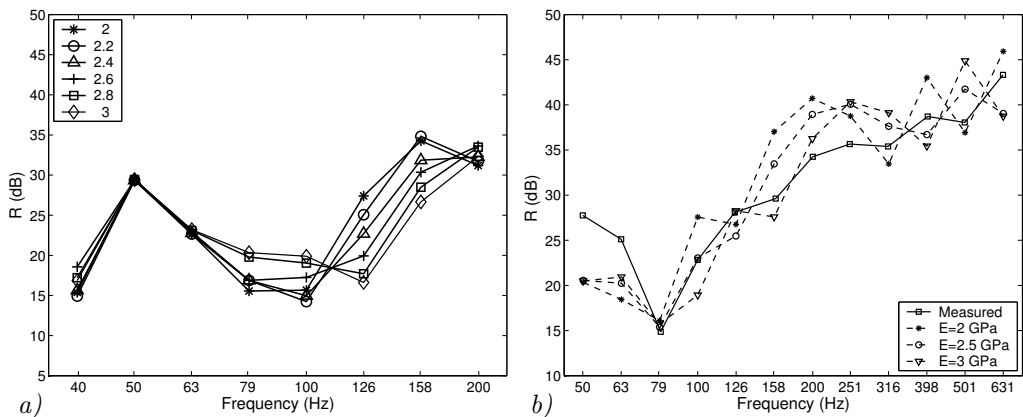 50
45
40
35
30
25
20
15
10
5
R (dB)
2
2.2
2.4
2.6
2.8
3
40 50 63 79 100 126 158 200
Frequency (Hz)
a)
50
45
40
35
30
25
20
15
10
R (dB)
Measured
E=2 GPa
E=2.5 GPa
E=3 GPa
50 63 79 100 126 158 200 251 316 398 501 631
Frequency (Hz)
b)